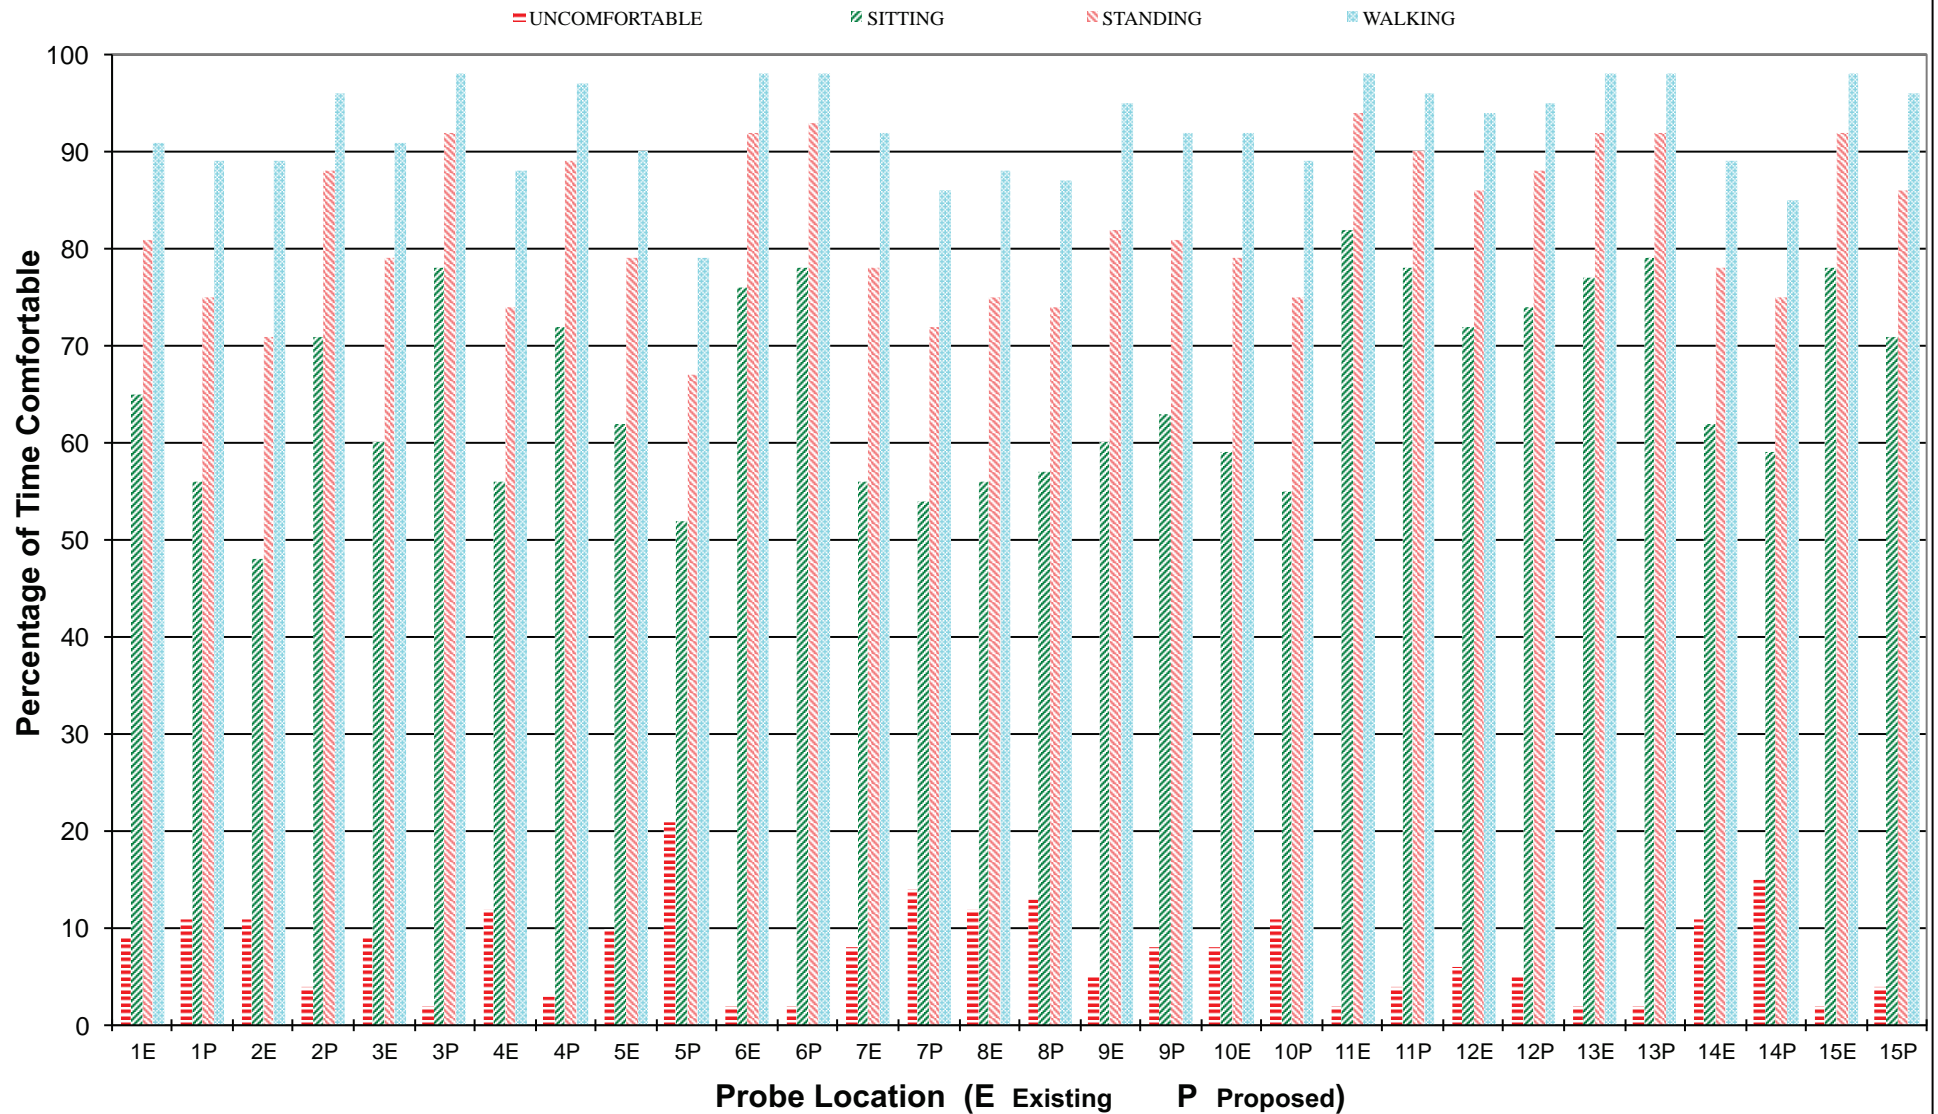 UNCOMFORTABLE SITTING STANDING WALKING
100
90
80
70
60
50
40
30
20
10
0
Percentage of Time Comfortable
1E 1P 2E 2P 3E 3P 4E 4P 5E 5P 6E 6P 7E 7P 8E 8P 9E 9P 10E 10P 11E 11P 12E 12P 13E 13P 14E 14P 15E 15P
Probe Location (E Existing P Proposed)